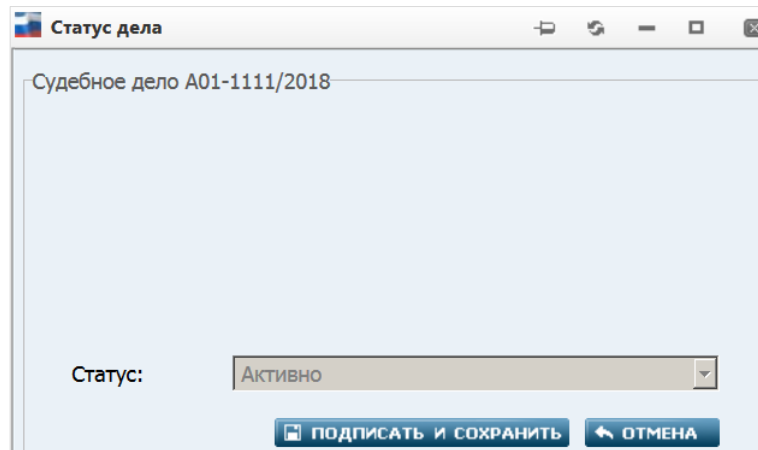 Статус дела
Судебное дело А01-1111/2018
Статус: Активно
ПОДПИСАТЬ И СОХРАНИТЬ ОТМЕНА